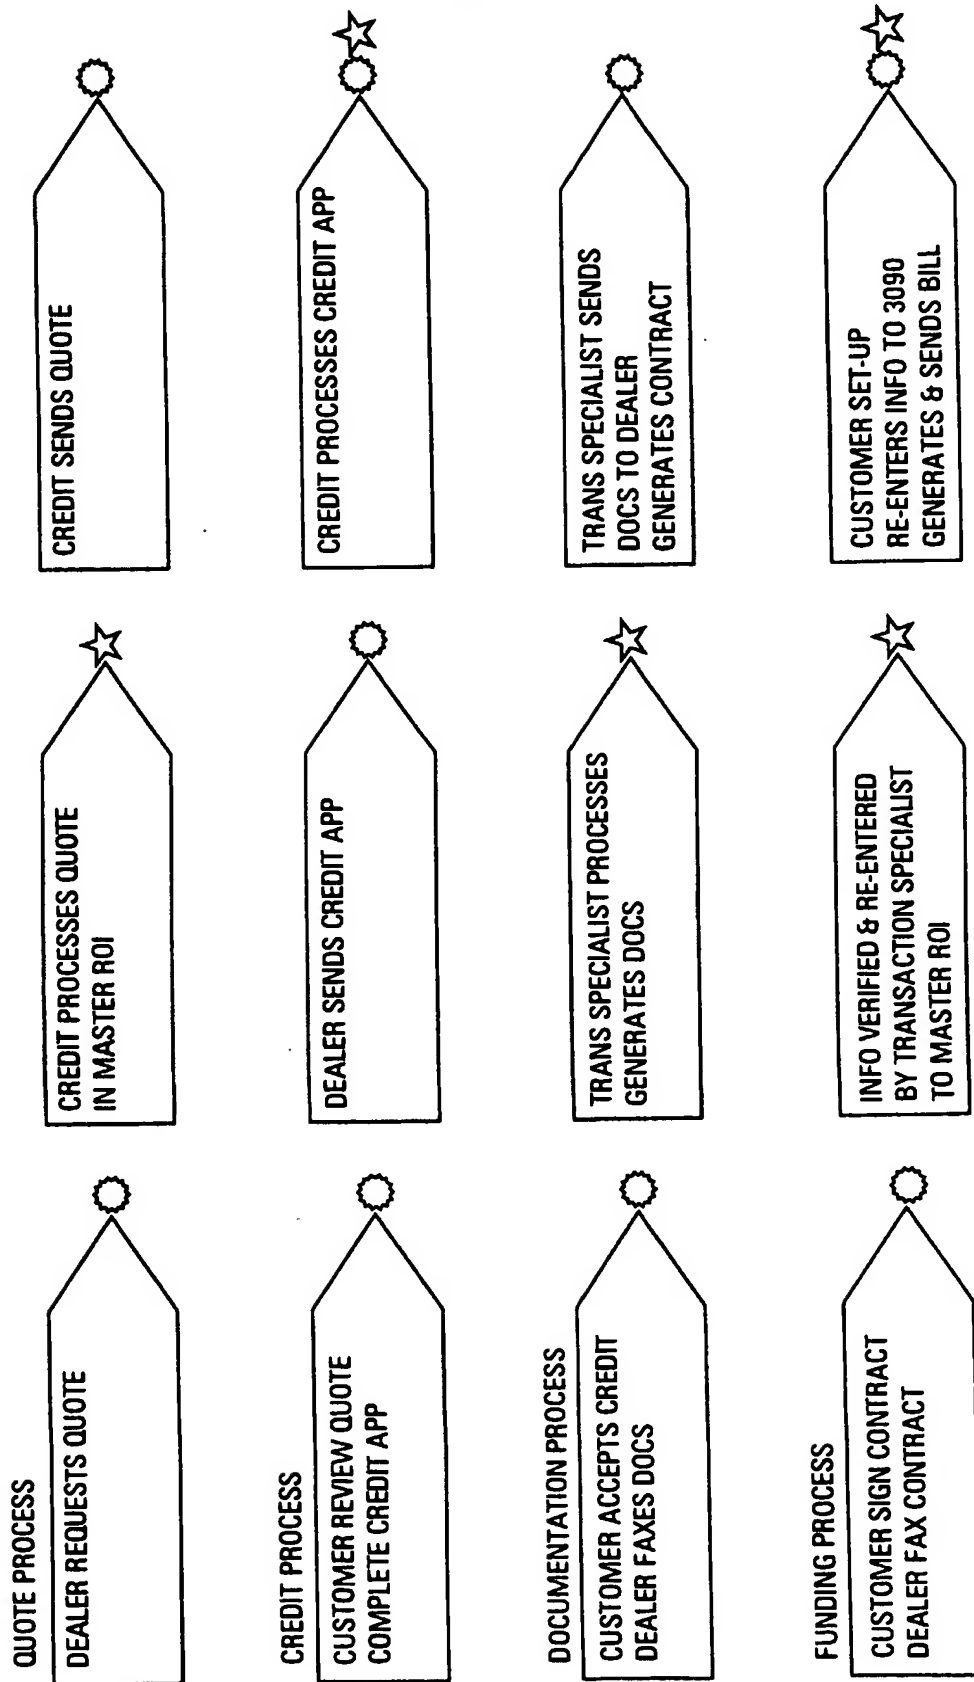 QUOTE PROCESS
DEALER REQUESTS QUOTE
CREDIT PROCESSES QUOTE
IN MASTER ROI
CREDIT SENDS QUOTE
CREDIT PROCESS
CUSTOMER REVIEW QUOTE
COMPLETE CREDIT APP
DEALER SENDS CREDIT APP
CREDIT PROCESSES CREDIT APP
DOCUMENTATION PROCESS
CUSTOMER ACCEPTS CREDIT
DEALER FAXES DOCS
TRANS SPECIALIST PROCESSES
GENERATES DOCS
TRANS SPECIALIST SENDS
DOCS TO DEALER
GENERATES CONTRACT
FUNDING PROCESS
CUSTOMER SIGN CONTRACT
DEALER FAX CONTRACT
INFO VERIFIED & RE-ENTERED
BY TRANSACTION SPECIALIST
TO MASTER ROI
CUSTOMER SET-UP
RE-ENTERS INFO TO 3090
GENERATES & SENDS BILL